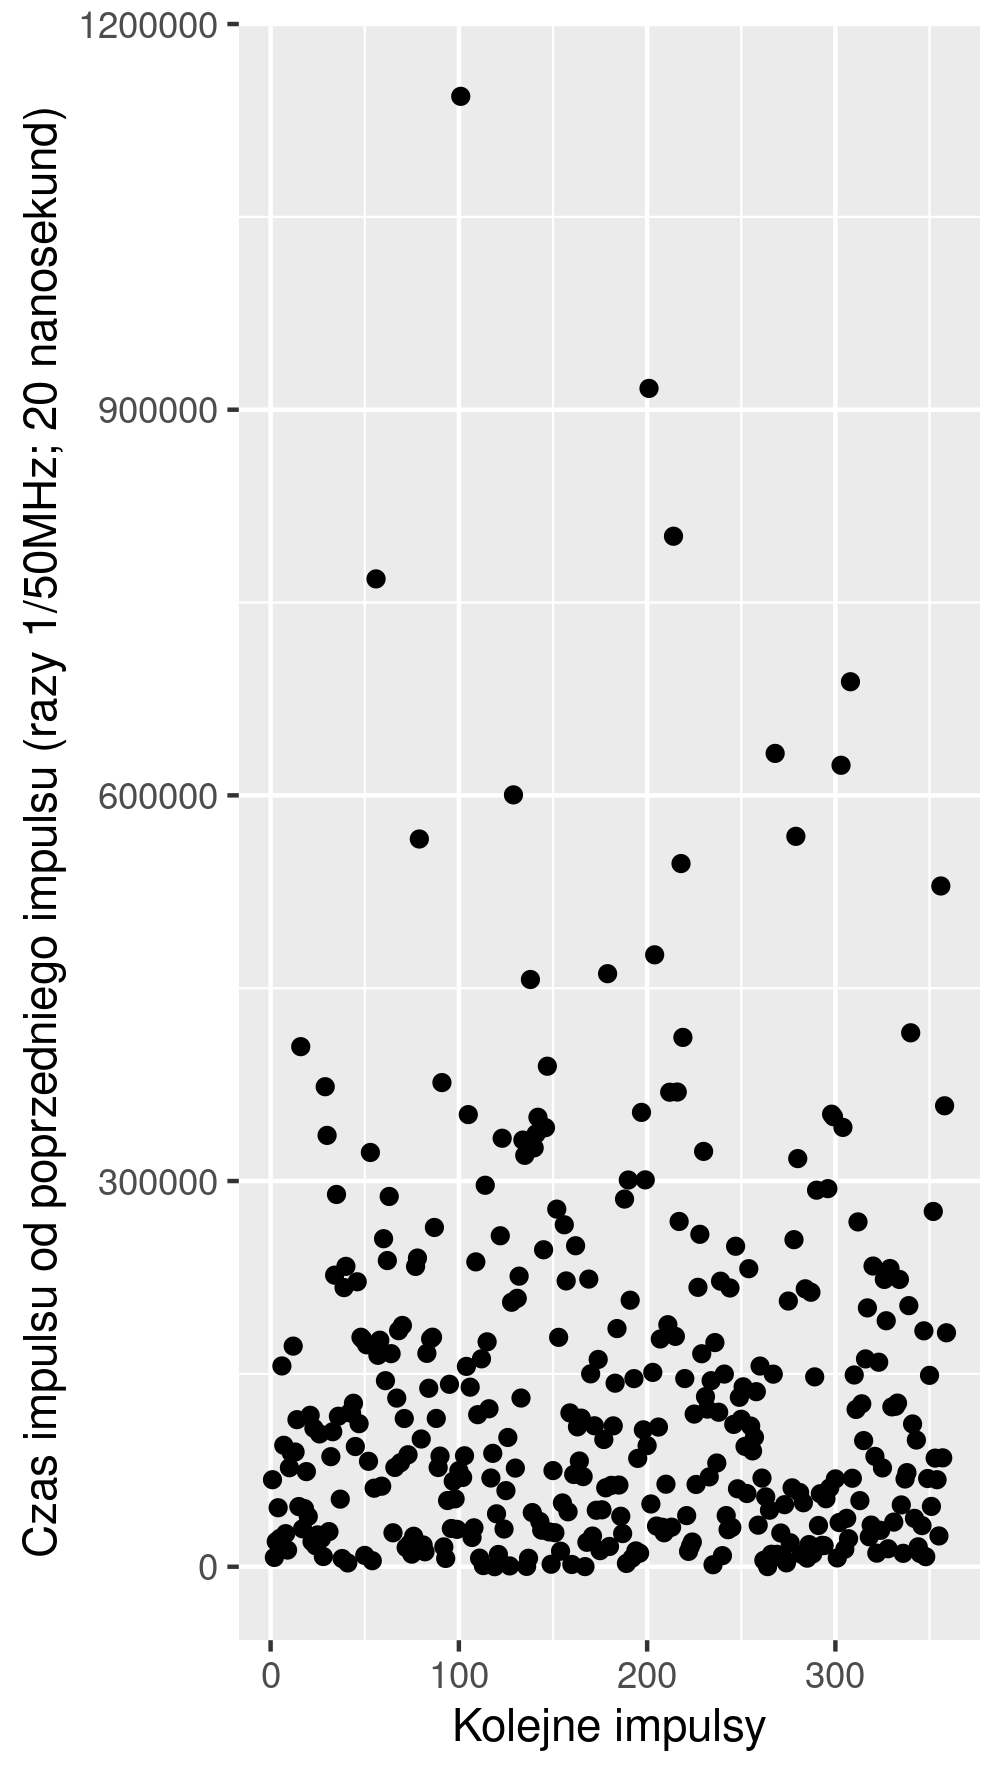 Czas impulsu od poprzedniego impulsu (razy 1/50MHz; 20 nanosekund)
1200000
900000
600000
300000
0
0 100 200 300
Kolejne impulsy